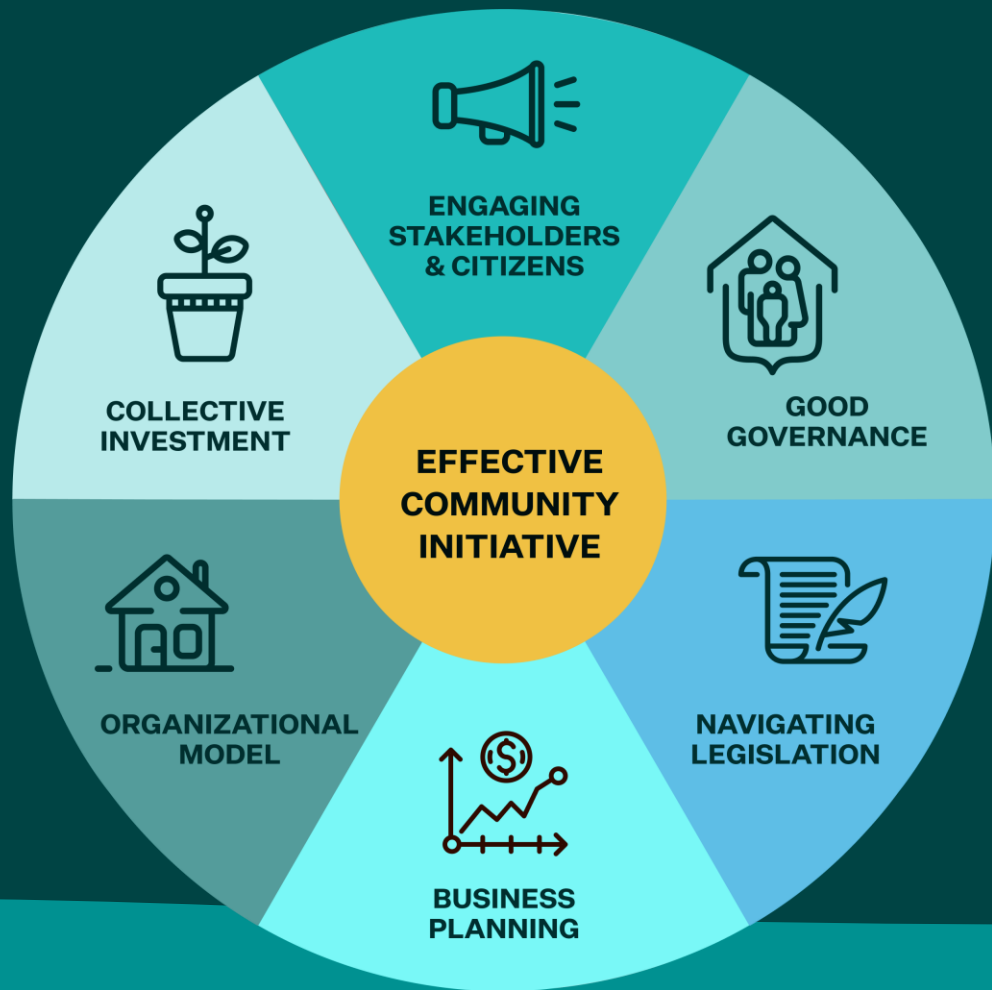 ENGAGING
STAKEHOLDERS
& CITIZENS
GOOD
GOVERNANCE
NAVIGATING
LEGISLATION
BUSINESS
PLANNING
ORGANIZATIONAL
MODEL
COLLECTIVE
INVESTMENT
EFFECTIVE
COMMUNITY
INITIATIVE
$